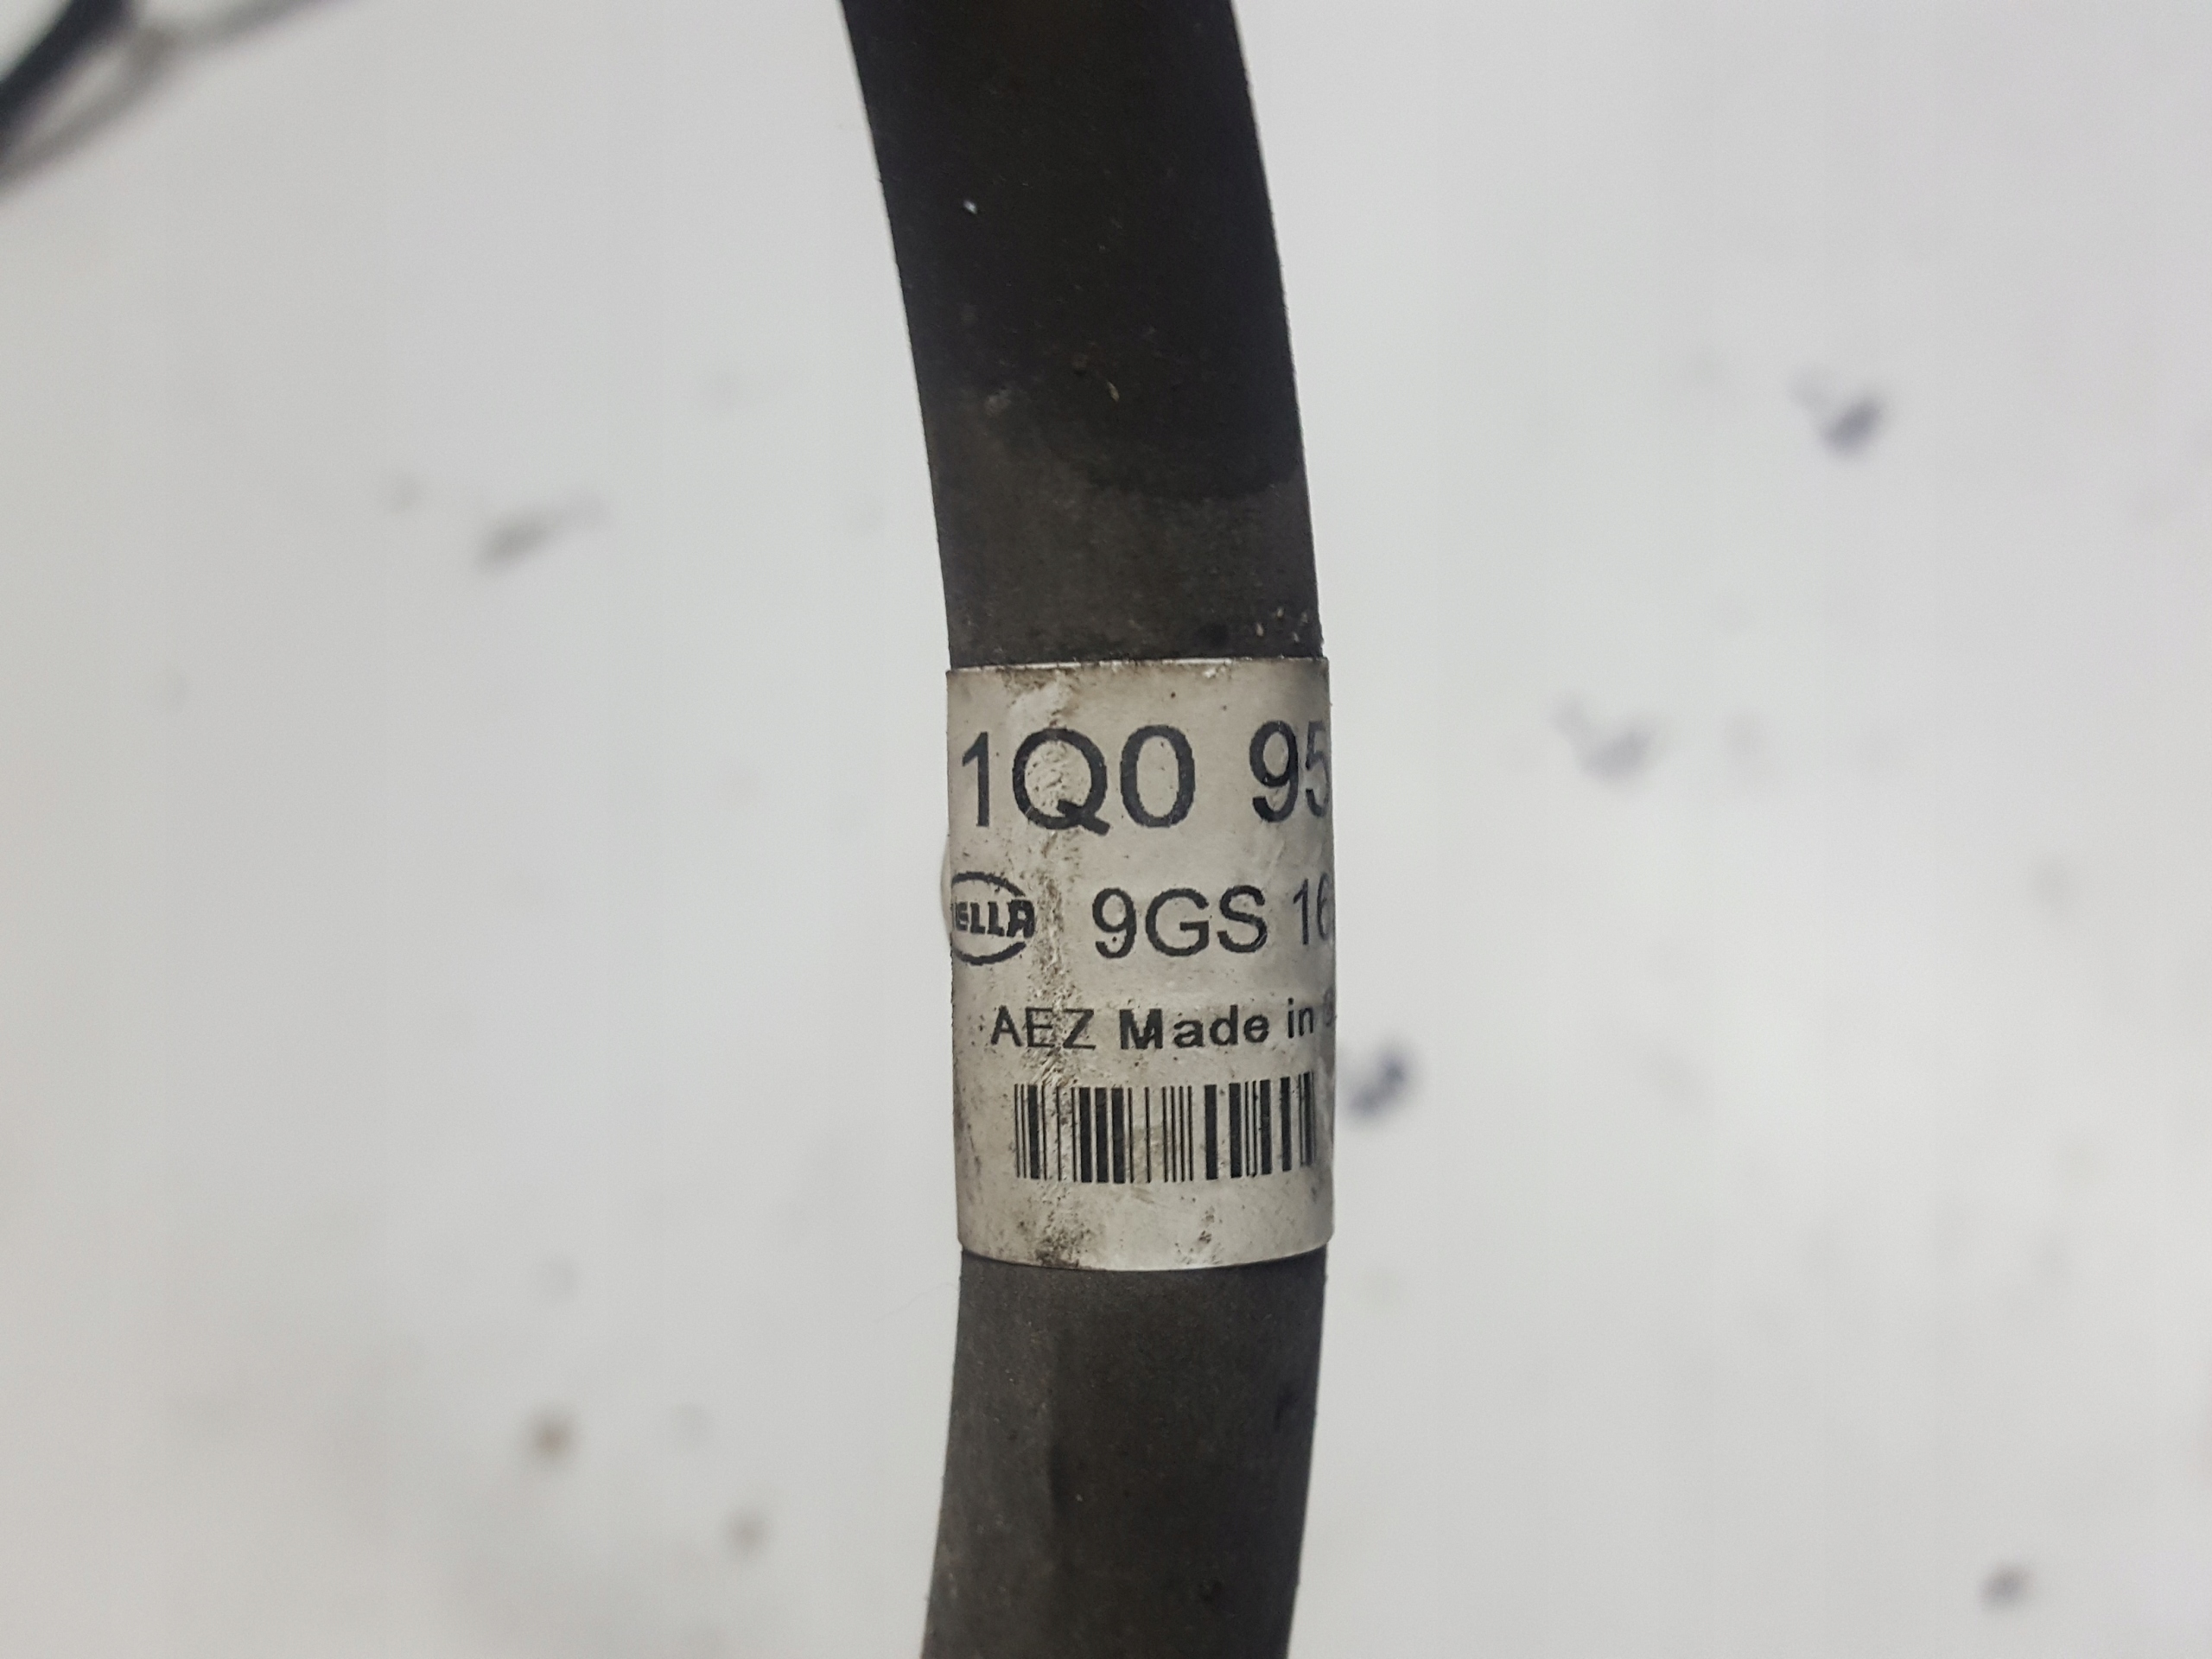 1Q0 95
HELLA 9GS 16
AEZ Made in